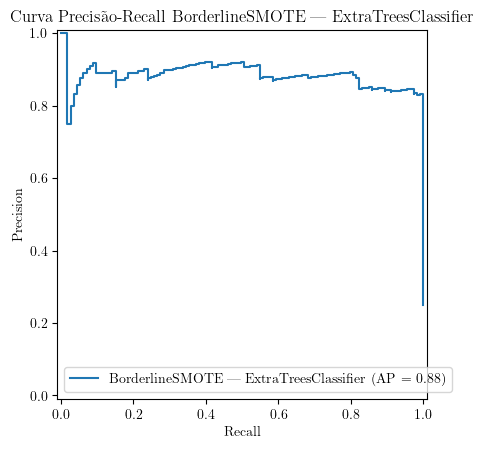 Curva Precisão-Recall BorderlineSMOTE — ExtraTreesClassifier
1.0
0.8
0.6
0.4
0.2
0.0
Precision
BorderlineSMOTE — ExtraTreesClassifier (AP = 0.88)
0.0 0.2 0.4 0.6 0.8 1.0
Recall